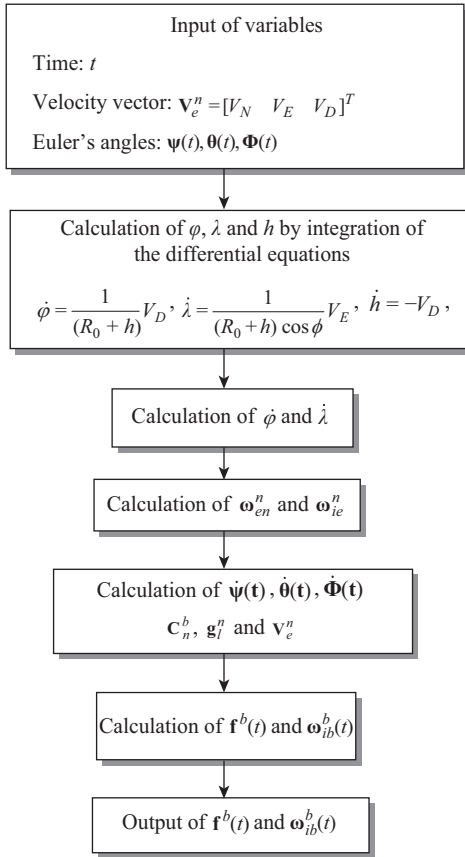 Input of variables
Time: t
Velocity vector: V_e^n = [V_N V_E V_D]^T
Euler's angles: ψ(t), θ(t), Φ(t)
Calculation of φ, λ and h by integration of
the differential equations
φ̇ = 1/(R_0 + h) V_D, λ̇ = 1/((R_0 + h) cos ϕ) V_E, ḣ = −V_D,
Calculation of φ̇ and λ̇
Calculation of ω_en^n and ω_ie^n
Calculation of ψ̇(t), θ̇(t), Φ̇(t)
C_n^b, g_l^n and V_e^n
Calculation of f^b(t) and ω_ib^b(t)
Output of f^b(t) and ω_ib^b(t)